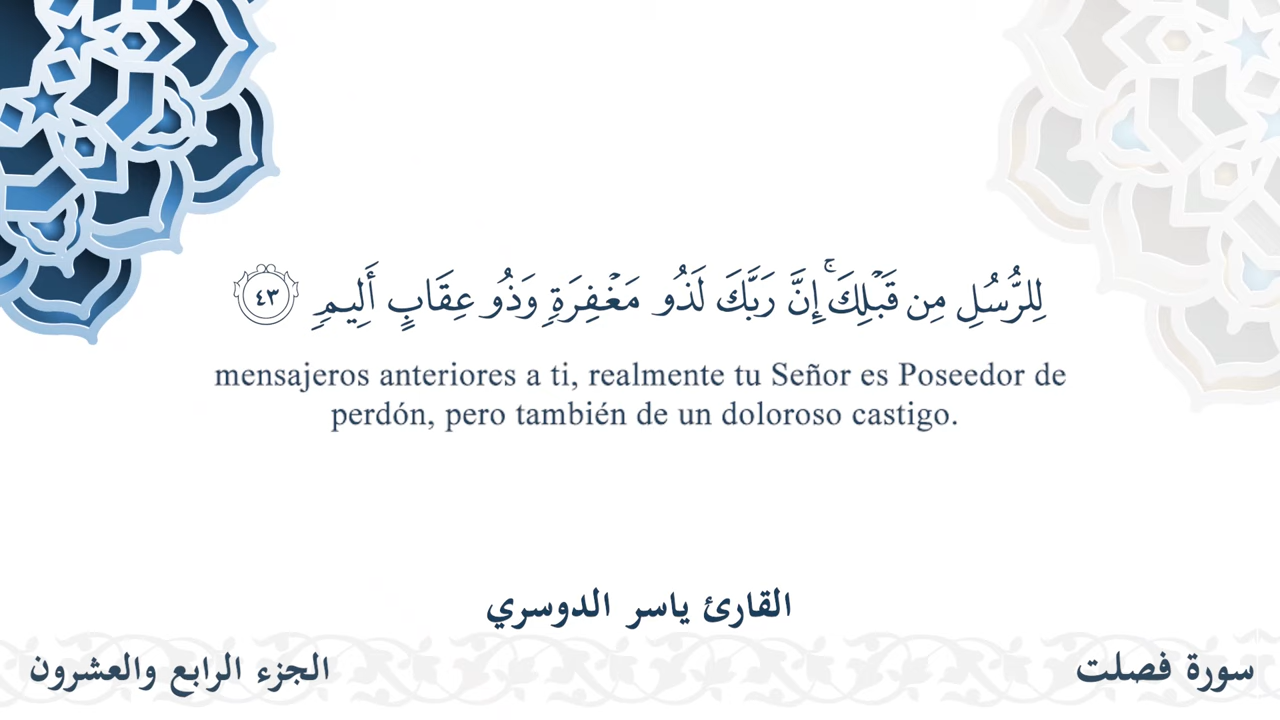 لِلرُّسُلِ مِن قَبۡلِكَۚ إِنَّ رَبَّكَ لَذُو مَغۡفِرَةٖ وَذُو عِقَابٍ أَلِيمٖ ٤٣
mensajeros anteriores a ti, realmente tu Señor es Poseedor de
perdón, pero también de un doloroso castigo.
القارئ ياسر الدوسري
سورة فصلت
الجزء الرابع والعشرون